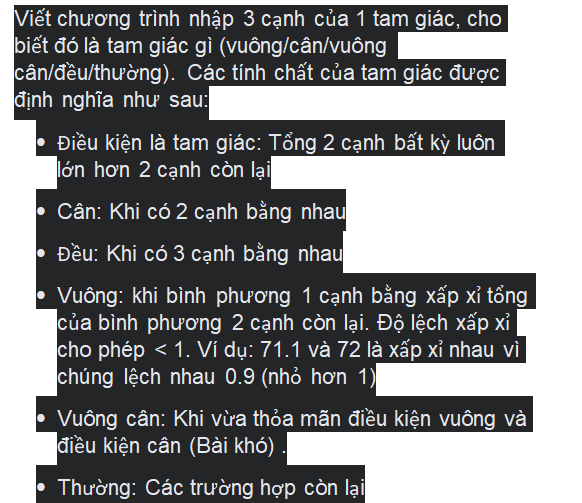 Viết chương trình nhập 3 cạnh của 1 tam giác, cho
biết đó là tam giác gì (vuông/cân/vuông
cân/đều/thường). Các tính chất của tam giác được
định nghĩa như sau:
• Điều kiện là tam giác: Tổng 2 cạnh bất kỳ luôn
lớn hơn 2 cạnh còn lại
• Cân: Khi có 2 cạnh bằng nhau
• Đều: Khi có 3 cạnh bằng nhau
• Vuông: khi bình phương 1 cạnh bằng xấp xỉ tổng
của bình phương 2 cạnh còn lại. Độ lệch xấp xỉ
cho phép < 1. Ví dụ: 71.1 và 72 là xấp xỉ nhau vì
chúng lệch nhau 0.9 (nhỏ hơn 1)
• Vuông cân: Khi vừa thỏa mãn điều kiện vuông và
điều kiện cân (Bài khó) .
• Thường: Các trường hợp còn lại